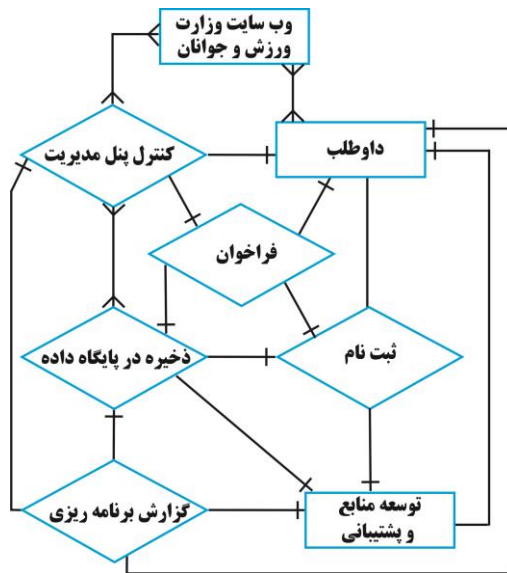 وب سایت وزارت
ورزش و جوانان
کنترل پنل مدیریت
داوطلب
فراخوان
ذخیره در پایگاه داده
ثبت نام
گزارش برنامه ریزی
توسعه منابع
و پشتیبانی